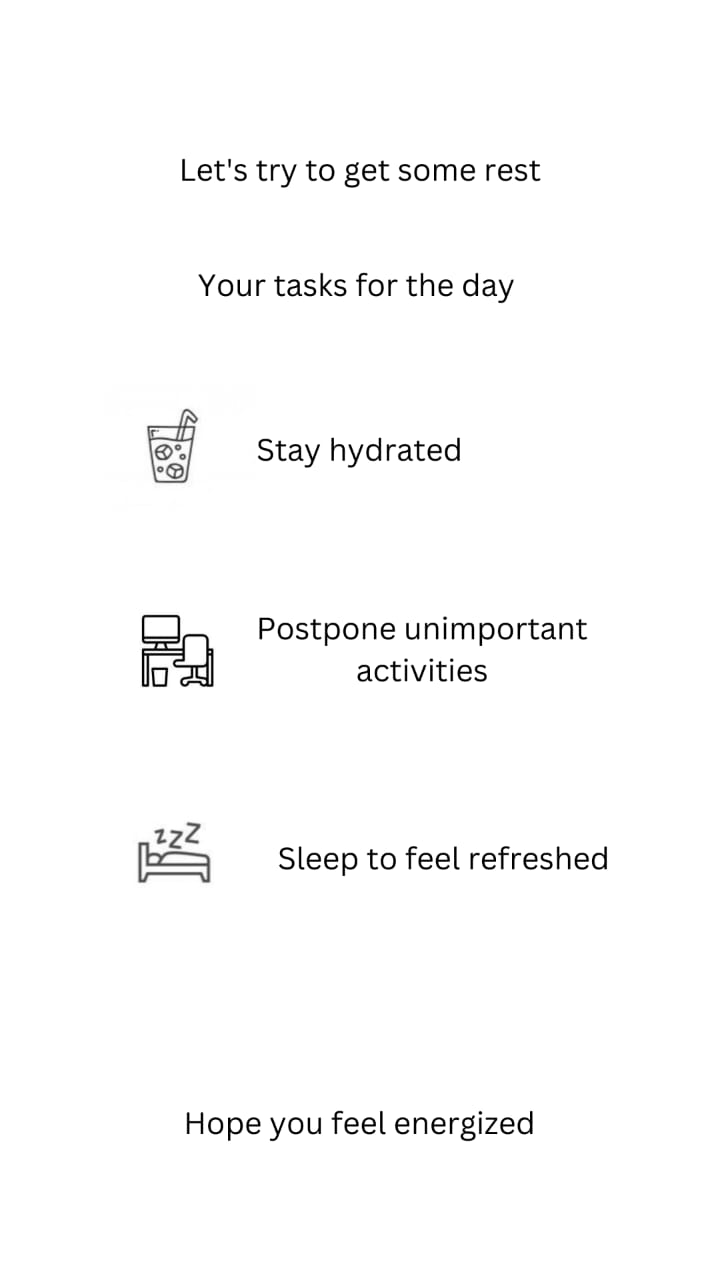 Let's try to get some rest
Your tasks for the day
Stay hydrated
Postpone unimportant
activities
zzZ
Sleep to feel refreshed
Hope you feel energized